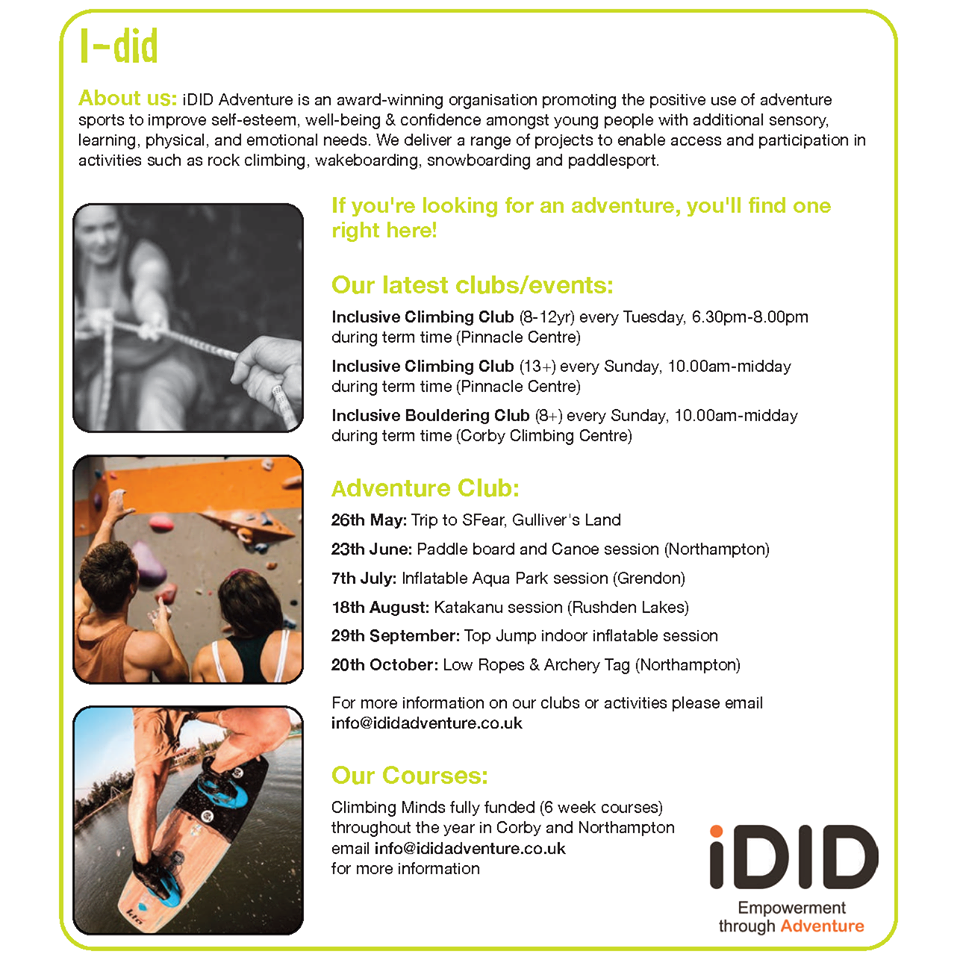 I-did
About us: iDID Adventure is an award-winning organisation promoting the positive use of adventure
sports to improve self-esteem, well-being & confidence amongst young people with additional sensory,
learning, physical, and emotional needs. We deliver a range of projects to enable access and participation in
activities such as rock climbing, wakeboarding, snowboarding and paddlesport.
If you're looking for an adventure, you'll find one
right here!
Our latest clubs/events:
Inclusive Climbing Club (8-12yr) every Tuesday, 6.30pm-8.00pm
during term time (Pinnacle Centre)
Inclusive Climbing Club (13+) every Sunday, 10.00am-midday
during term time (Pinnacle Centre)
Inclusive Bouldering Club (8+) every Sunday, 10.00am-midday
during term time (Corby Climbing Centre)
Adventure Club:
26th May: Trip to SFear, Gulliver's Land
23th June: Paddle board and Canoe session (Northampton)
7th July: Inflatable Aqua Park session (Grendon)
18th August: Katakanu session (Rushden Lakes)
29th September: Top Jump indoor inflatable session
20th October: Low Ropes & Archery Tag (Northampton)
For more information on our clubs or activities please email
info@ididadventure.co.uk
Our Courses:
Climbing Minds fully funded (6 week courses)
throughout the year in Corby and Northampton
email info@ididadventure.co.uk
for more information
iDID
Empowerment
through Adventure